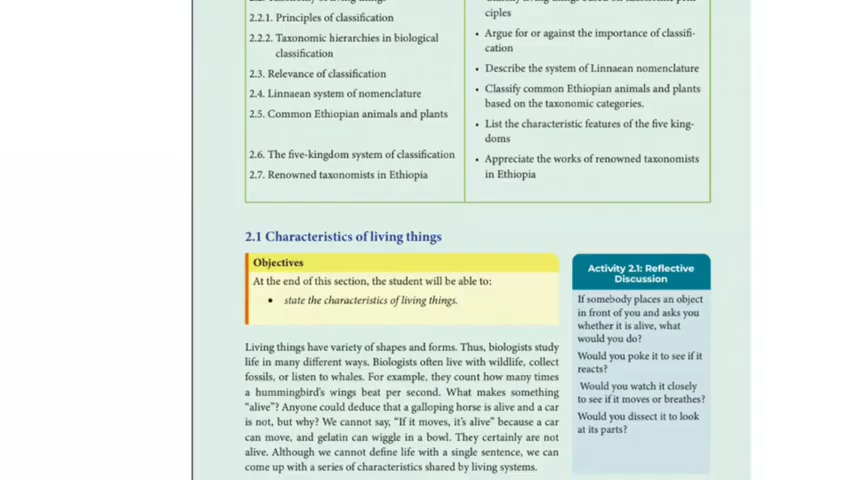 2.2.1. Principles of classification
2.2.2. Taxonomic hierarchies in biological
classification
2.3. Relevance of classification
2.4. Linnaean system of nomenclature
2.5. Common Ethiopian animals and plants
2.6. The five-kingdom system of classification
2.7. Renowned taxonomists in Ethiopia
ciples
• Argue for or against the importance of classifi-
cation
• Describe the system of Linnaean nomenclature
• Classify common Ethiopian animals and plants
based on the taxonomic categories.
• List the characteristic features of the five king-
doms
• Appreciate the works of renowned taxonomists
in Ethiopia
2.1 Characteristics of living things
Objectives
At the end of this section, the student will be able to:
• state the characteristics of living things.
Living things have variety of shapes and forms. Thus, biologists study
life in many different ways. Biologists often live with wildlife, collect
fossils, or listen to whales. For example, they count how many times
a hummingbird's wings beat per second. What makes something
"alive"? Anyone could deduce that a galloping horse is alive and a car
is not, but why? We cannot say, "If it moves, it's alive" because a car
can move, and gelatin can wiggle in a bowl. They certainly are not
alive. Although we cannot define life with a single sentence, we can
come up with a series of characteristics shared by living systems.
Activity 2.1: Reflective
Discussion
If somebody places an object
in front of you and asks you
whether it is alive, what
would you do?
Would you poke it to see if it
reacts?
Would you watch it closely
to see if it moves or breathes?
Would you dissect it to look
at its parts?